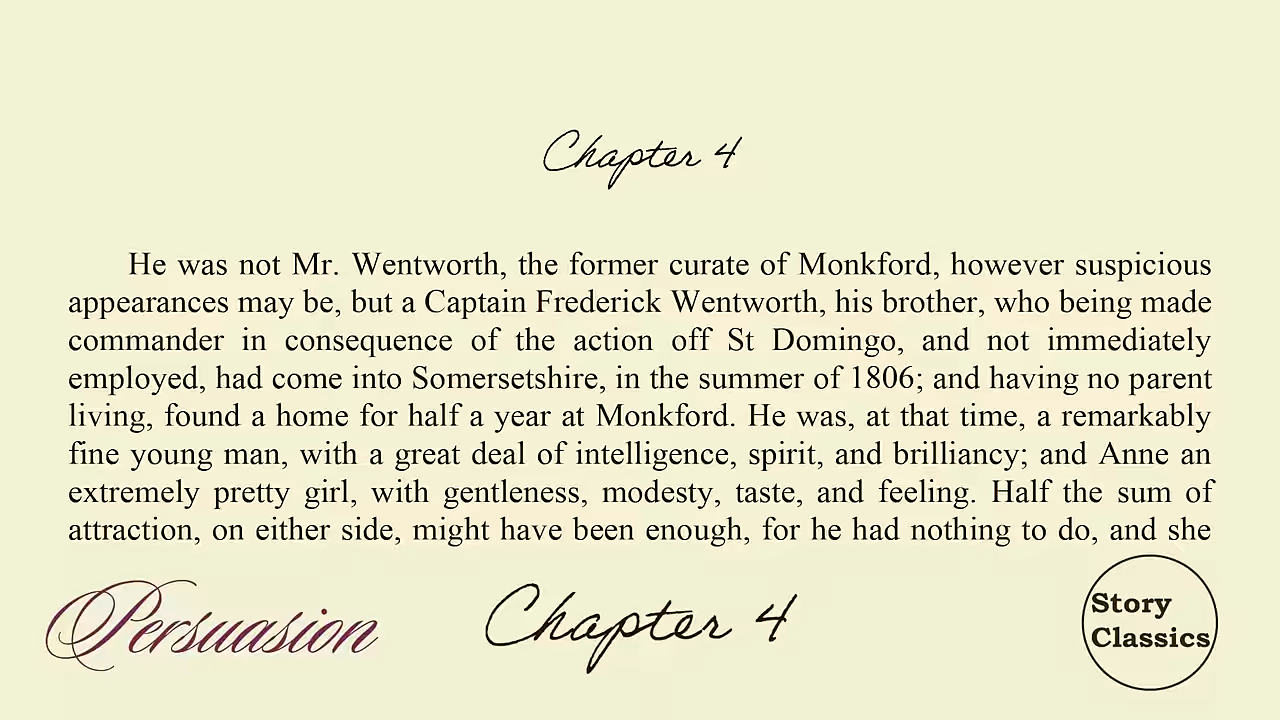 Chapter 4
He was not Mr. Wentworth, the former curate of Monkford, however suspicious
appearances may be, but a Captain Frederick Wentworth, his brother, who being made
commander in consequence of the action off St Domingo, and not immediately
employed, had come into Somersetshire, in the summer of 1806; and having no parent
living, found a home for half a year at Monkford. He was, at that time, a remarkably
fine young man, with a great deal of intelligence, spirit, and brilliancy; and Anne an
extremely pretty girl, with gentleness, modesty, taste, and feeling. Half the sum of
attraction, on either side, might have been enough, for he had nothing to do, and she
Persuasion
Chapter 4
Story
Classics